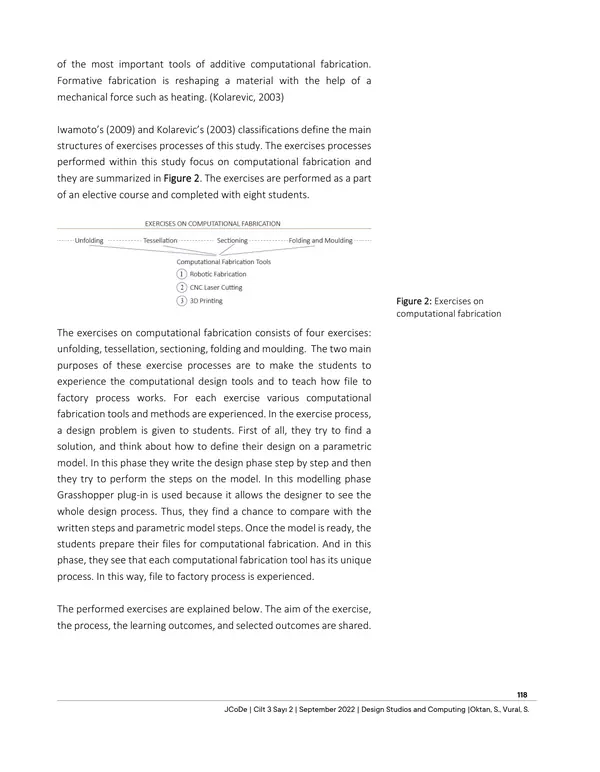 of the most important tools of additive computational fabrication.
Formative fabrication is reshaping a material with the help of a
mechanical force such as heating. (Kolarevic, 2003)
Iwamoto's (2009) and Kolarevic's (2003) classifications define the main
structures of exercises processes of this study. The exercises processes
performed within this study focus on computational fabrication and
they are summarized in Figure 2. The exercises are performed as a part
of an elective course and completed with eight students.
EXERCISES ON COMPUTATIONAL FABRICATION
Unfolding Tessellation Sectioning Folding and Moulding
Computational Fabrication Tools
1 Robotic Fabrication
2 CNC Laser Cutting
3 3D Printing
Figure 2: Exercises on
computational fabrication
The exercises on computational fabrication consists of four exercises:
unfolding, tessellation, sectioning, folding and moulding. The two main
purposes of these exercise processes are to make the students to
experience the computational design tools and to teach how file to
factory process works. For each exercise various computational
fabrication tools and methods are experienced. In the exercise process,
a design problem is given to students. First of all, they try to find a
solution, and think about how to define their design on a parametric
model. In this phase they write the design phase step by step and then
they try to perform the steps on the model. In this modelling phase
Grasshopper plug-in is used because it allows the designer to see the
whole design process. Thus, they find a chance to compare with the
written steps and parametric model steps. Once the model is ready, the
students prepare their files for computational fabrication. And in this
phase, they see that each computational fabrication tool has its unique
process. In this way, file to factory process is experienced.
The performed exercises are explained below. The aim of the exercise,
the process, the learning outcomes, and selected outcomes are shared.
118
JCoDe | Cilt 3 Sayı 2 | September 2022 | Design Studios and Computing |Oktan, S., Vural, S.